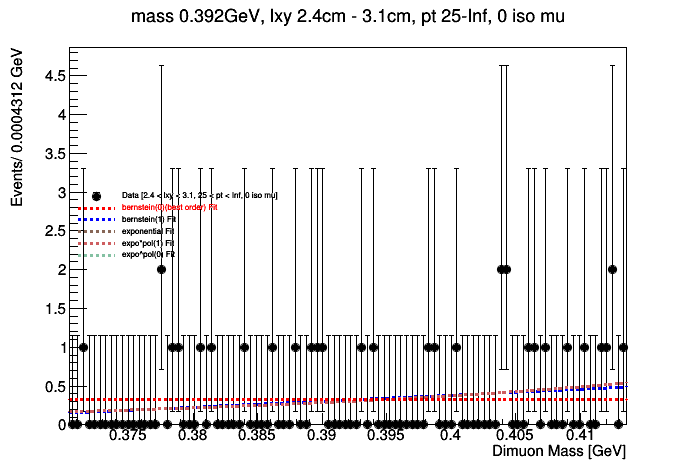 mass 0.392GeV, lxy 2.4cm - 3.1cm, pt 25-Inf, 0 iso mu
Events/ 0.0004312 GeV
4.5
4
3.5
3
2.5
2
1.5
1
0.5
0
Data [2.4 < lxy < 3.1, 25 < pt < Inf, 0 iso mu]
bernstein(0)(best order) Fit
bernstein(1) Fit
exponential Fit
expo*pol(1) Fit
expo^pol(0) Fit
0.375 0.38 0.385 0.39 0.395 0.4 0.405 0.41
Dimuon Mass [GeV]